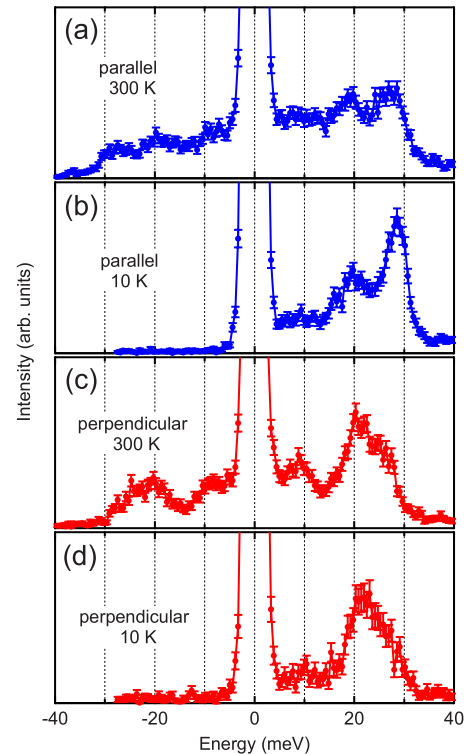 (a)
parallel
300 K
(b)
parallel
10 K
(c)
perpendicular
300 K
(d)
perpendicular
10 K
Intensity (arb. units)
-40 -20 0 20 40
Energy (meV)